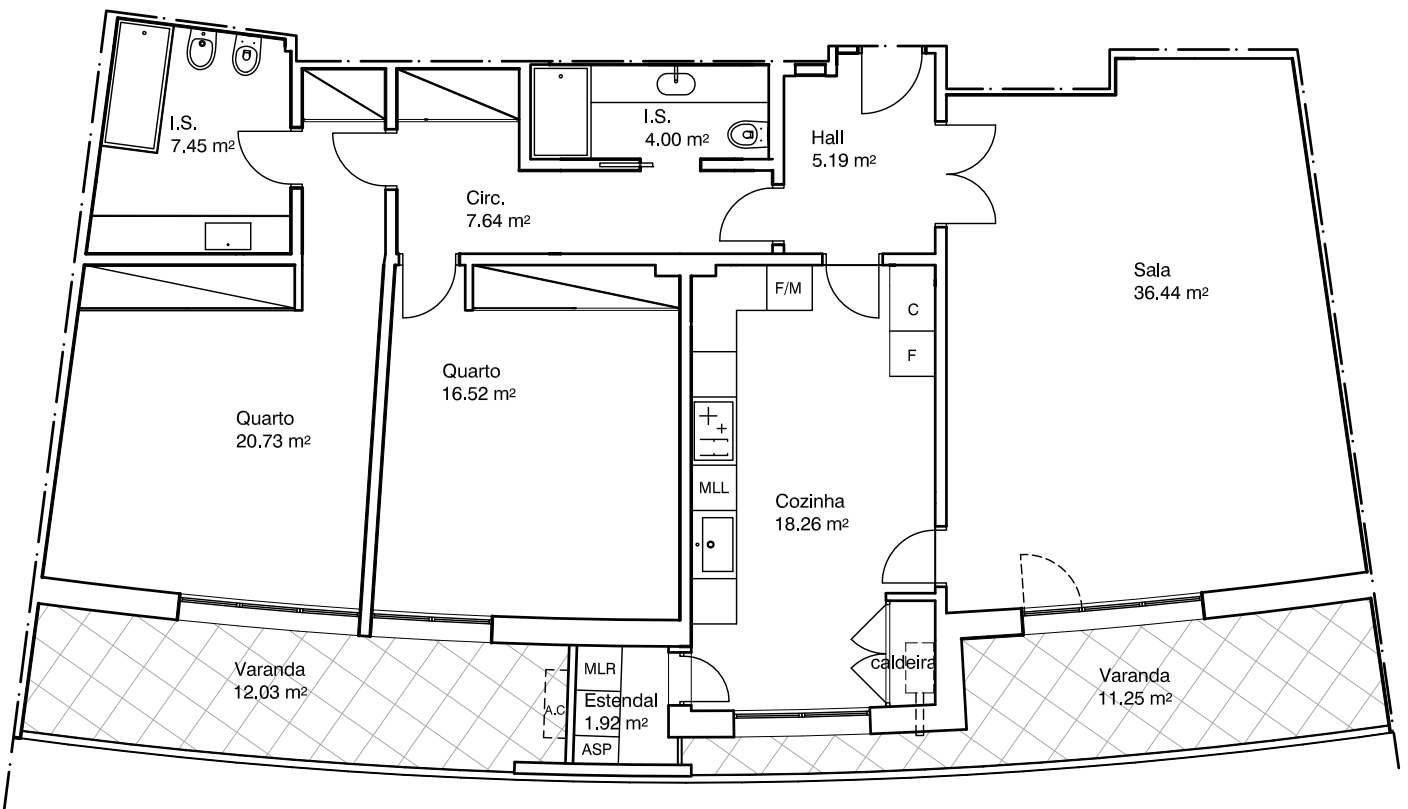 I.S.
7.45 m²
I.S.
4.00 m²
Hall
5.19 m²
Circ.
7.64 m²
Sala
36.44 m²
F/M
C
F
Quarto
16.52 m²
Quarto
20.73 m²
MLL
Cozinha
18.26 m²
caldeira
Varanda
12.03 m²
A.C
MLR
Estendal
1.92 m²
ASP
Varanda
11.25 m²